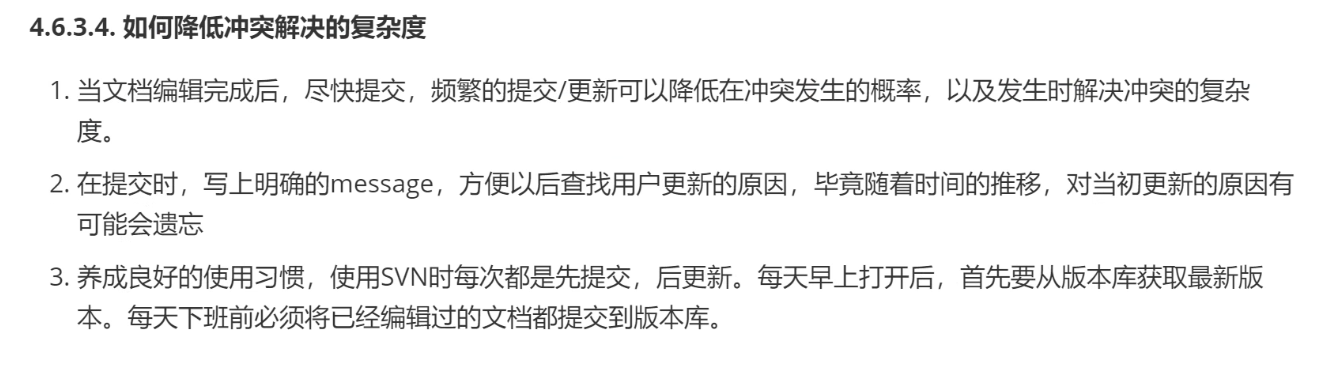 4.6.3.4. 如何降低冲突解决的复杂度
1. 当文档编辑完成后，尽快提交，频繁的提交/更新可以降低在冲突发生的概率，以及发生时解决冲突的复杂
度。
2. 在提交时，写上明确的message，方便以后查找用户更新的原因，毕竟随着时间的推移，对当初更新的原因有
可能会遗忘
3. 养成良好的使用习惯，使用SVN时每次都是先提交，后更新。每天早上打开后，首先要从版本库获取最新版
本。每天下班前必须将已经编辑过的文档都提交到版本库。